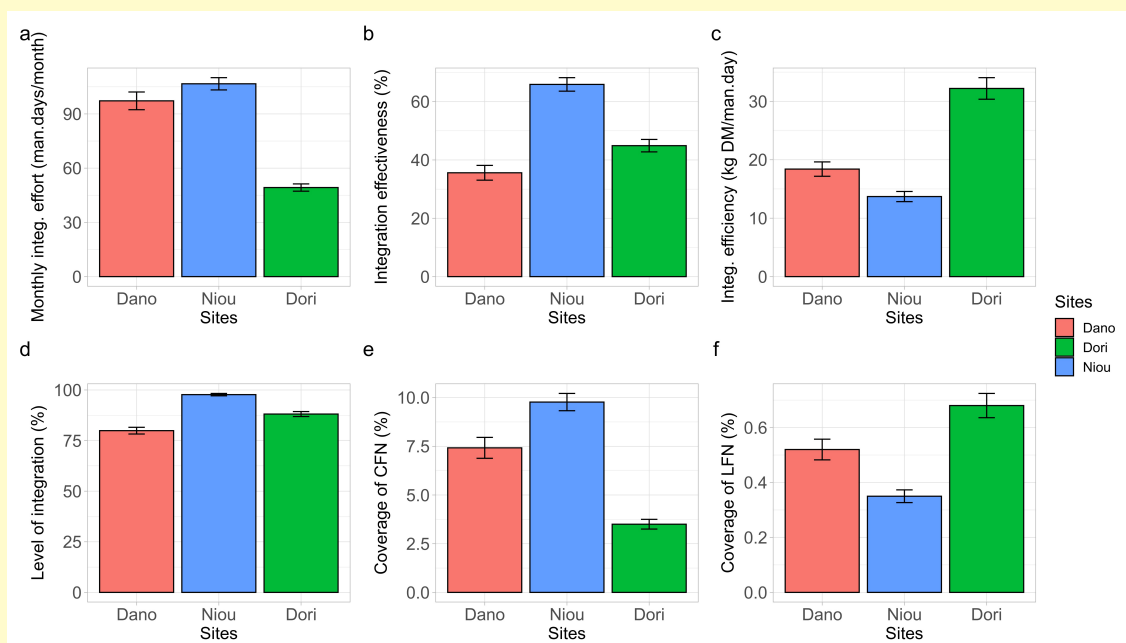 a
Monthly integ. effort (man.days/month)
90
60
30
0
Dano Niou Dori
Sites
b
Integration effectiveness (%)
60
40
20
0
Dano Niou Dori
Sites
c
Integ. efficiency (kg DM/man.day)
30
20
10
0
Dano Niou Dori
Sites
Sites
Dano
Dori
Niou
d
Level of integration (%)
100
75
50
25
0
Dano Niou Dori
Sites
e
Coverage of CFN (%)
10.0
7.5
5.0
2.5
0.0
Dano Niou Dori
Sites
f
Coverage of LFN (%)
0.6
0.4
0.2
0.0
Dano Niou Dori
Sites